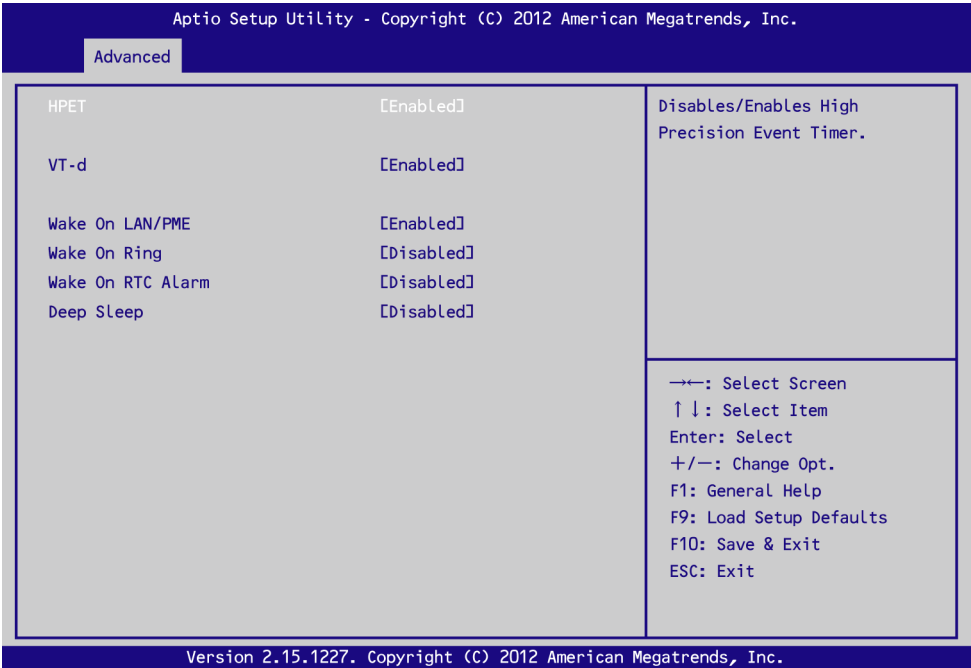 Aptio Setup Utility - Copyright (C) 2012 American Megatrends, Inc.
Advanced
HPET [Enabled]
VT-d [Enabled]
Wake On LAN/PME [Enabled]
Wake On Ring [Disabled]
Wake On RTC Alarm [Disabled]
Deep Sleep [Disabled]
Disables/Enables High
Precision Event Timer.
→←: Select Screen
↑↓: Select Item
Enter: Select
+/−: Change Opt.
F1: General Help
F9: Load Setup Defaults
F10: Save & Exit
ESC: Exit
Version 2.15.1227. Copyright (C) 2012 American Megatrends, Inc.